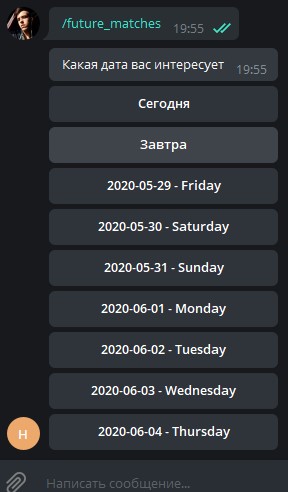 /future_matches
19:55
Какая дата вас интересует
19:55
Сегодня
Завтра
2020-05-29 - Friday
2020-05-30 - Saturday
2020-05-31 - Sunday
2020-06-01 - Monday
2020-06-02 - Tuesday
2020-06-03 - Wednesday
2020-06-04 - Thursday
Н
Написать сообщение...